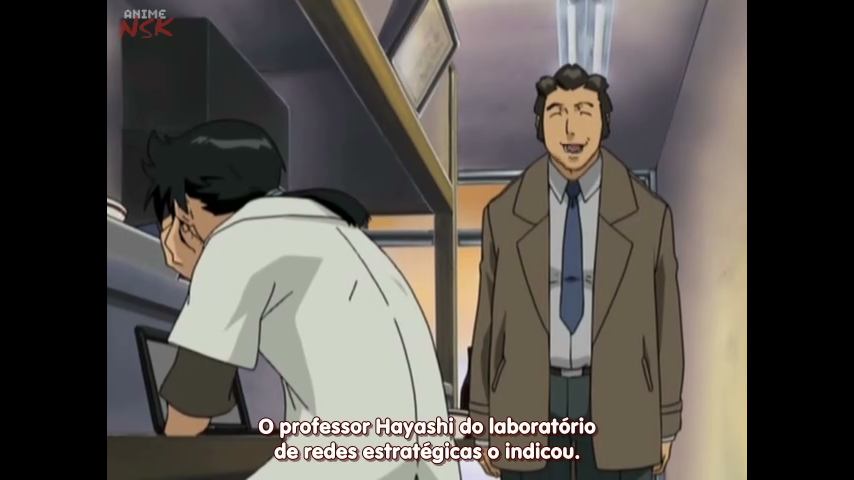 ANIME
NSK
O professor Hayashi do laboratório
de redes estratégicas o indicou.